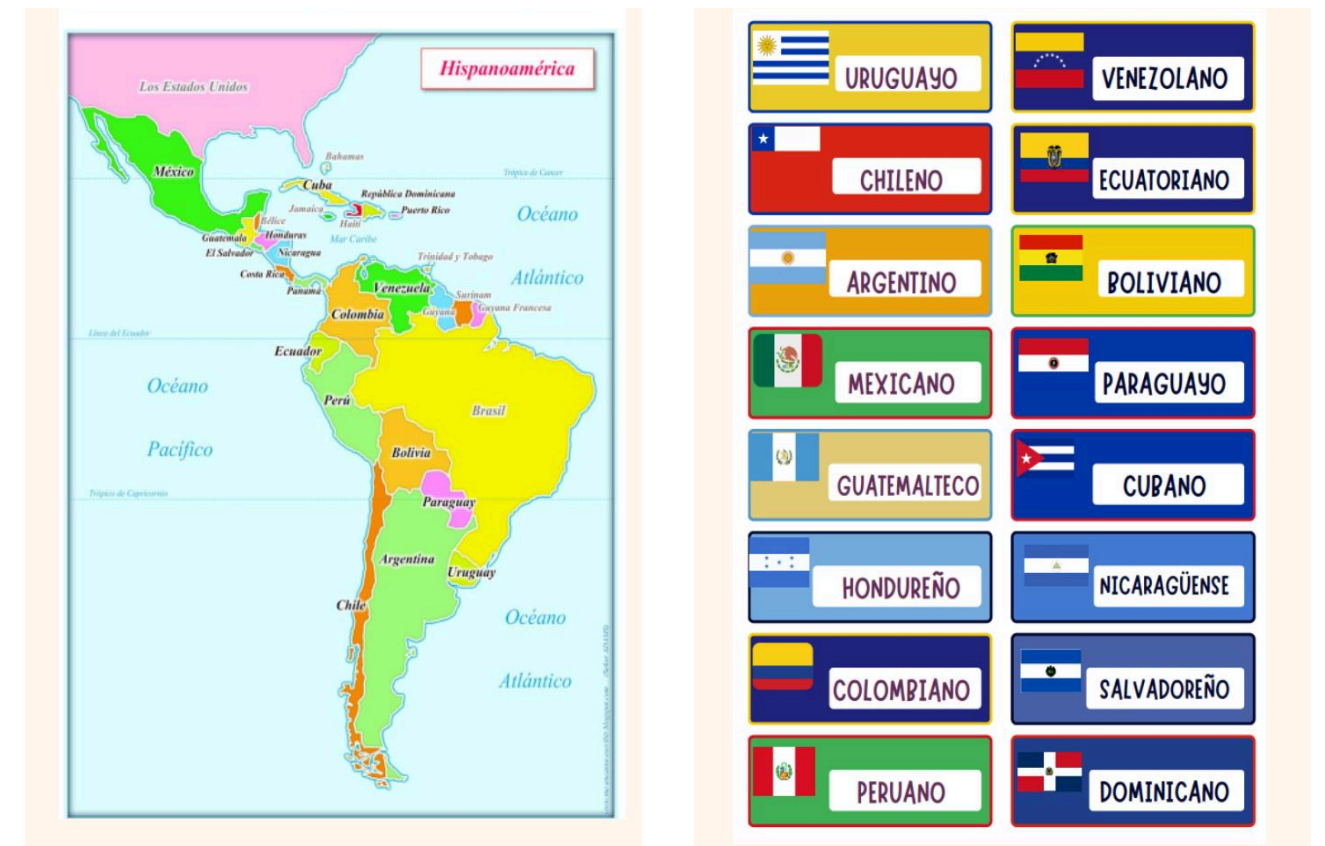 Hispanoamérica
Los Estados Unidos
Bahamas
México
Trópico de Cancer
Cuba
República Dominicana
Jamaica
Puerto Rico
Océano
Haití
Bélice
Guatemala
Honduras
Mar Caribe
El Salvador
Nicaragua
Trinidad y Tobago
Costa Rica
Atlántico
Panamá
Venezuela
Surinam
Colombia
Guyana
Guyana Francesa
Línea del Ecuador
Ecuador
Océano
Perú
Brasil
Pacífico
Bolivia
Trópico de Capricornio
Paraguay
Argentina
Uruguay
Chile
Océano
Atlántico
URUGUAYO
VENEZOLANO
CHILENO
ECUATORIANO
ARGENTINO
BOLIVIANO
MEXICANO
PARAGUAYO
GUATEMALTECO
CUBANO
HONDUREÑO
NICARAGÜENSE
COLOMBIANO
SALVADOREÑO
PERUANO
DOMINICANO